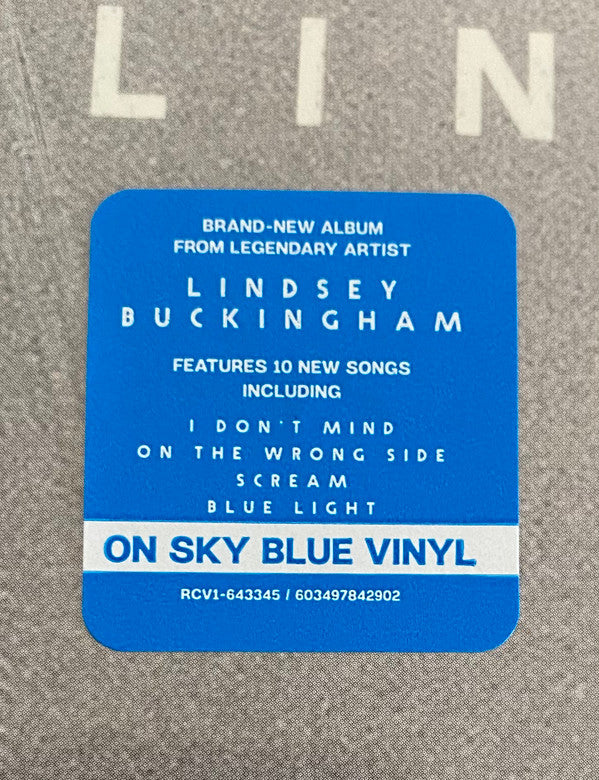 LIN
BRAND-NEW ALBUM
FROM LEGENDARY ARTIST
LINDSEY
BUCKINGHAM
FEATURES 10 NEW SONGS
INCLUDING
I DON'T MIND
ON THE WRONG SIDE
SCREAM
BLUE LIGHT
ON SKY BLUE VINYL
RCV1-643345 / 603497842902